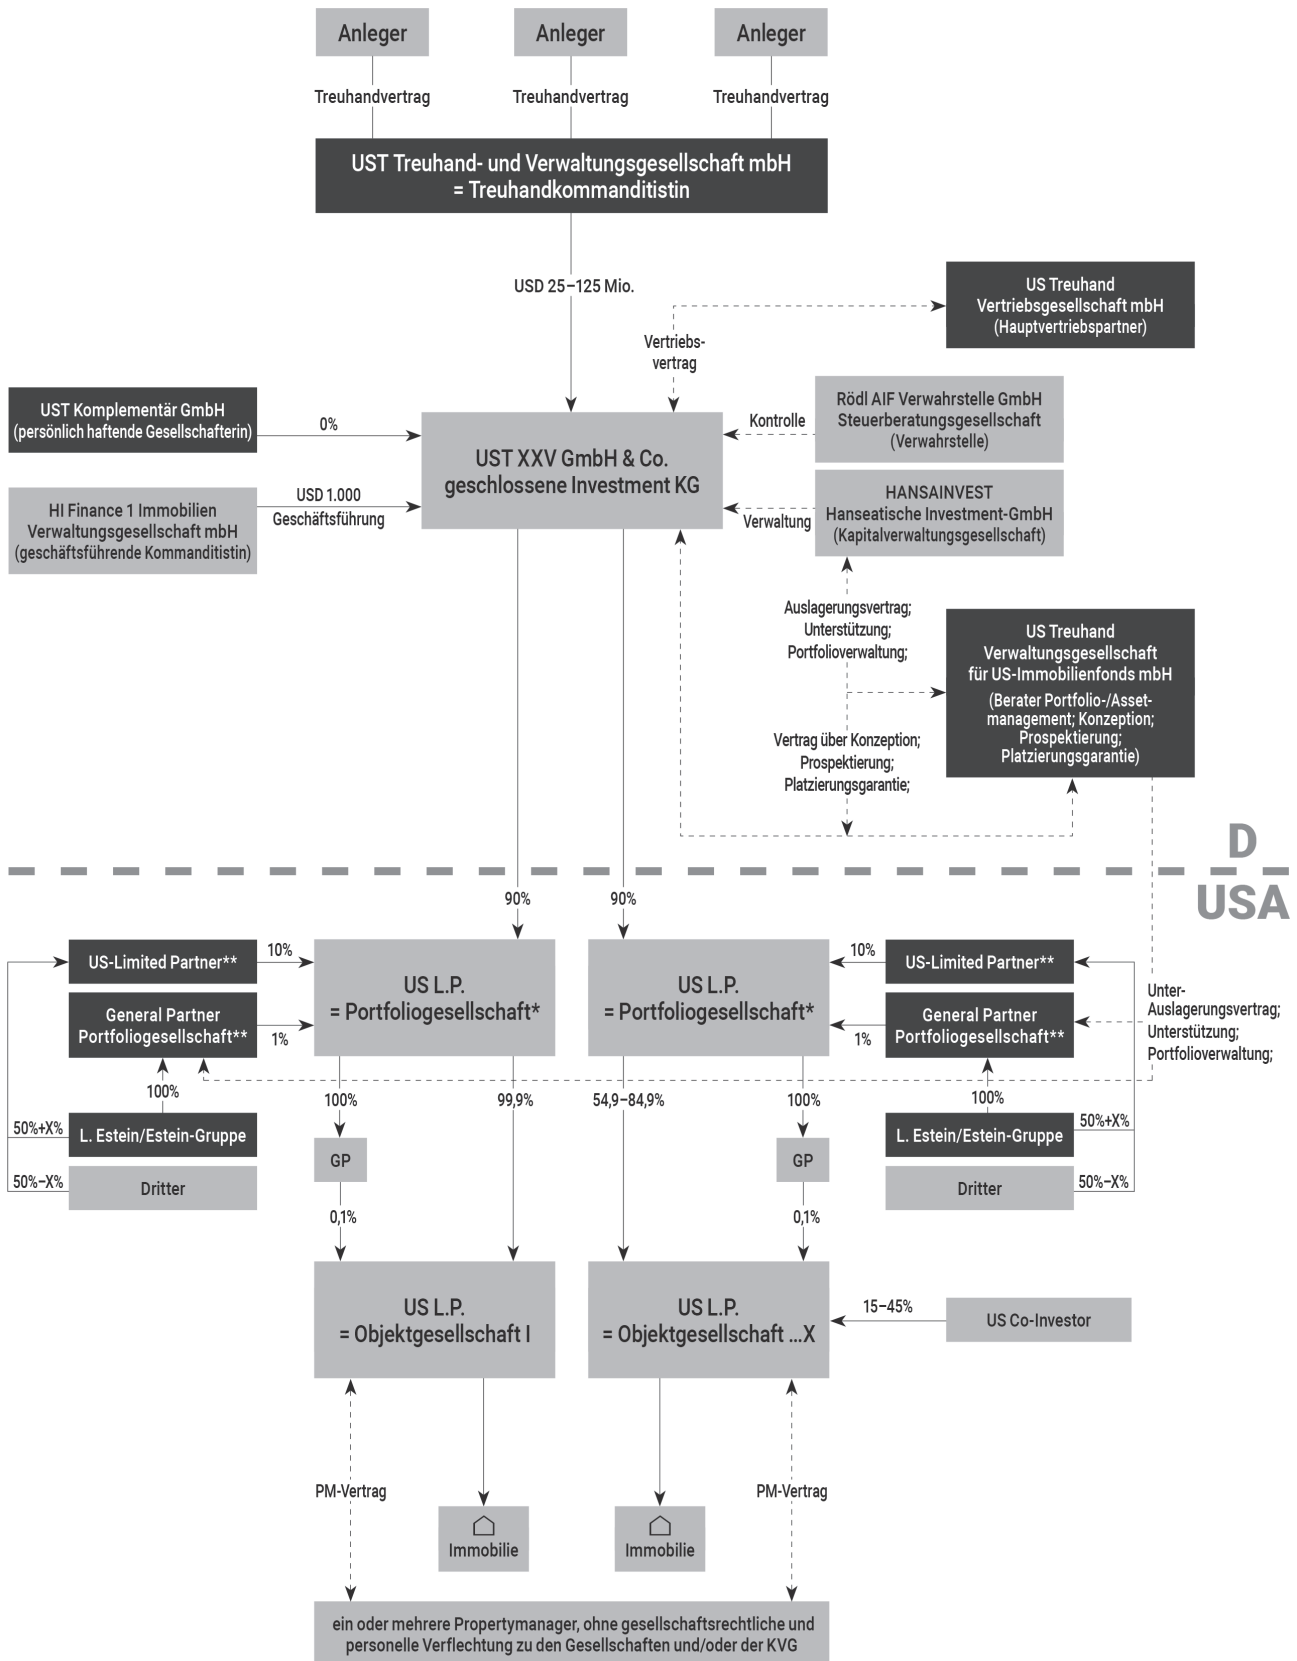 Anleger
Anleger
Anleger
Treuhandvertrag
Treuhandvertrag
Treuhandvertrag
UST Treuhand- und Verwaltungsgesellschaft mbH
= Treuhandkommanditistin
USD 25–125 Mio.
US Treuhand
Vertriebsgesellschaft mbH
(Hauptvertriebspartner)
Vertriebs-
vertrag
UST Komplementär GmbH
(persönlich haftende Gesellschafterin)
0%
Rödl AIF Verwahrstelle GmbH
Steuerberatungsgesellschaft
(Verwahrstelle)
Kontrolle
UST XXV GmbH & Co.
geschlossene Investment KG
HI Finance 1 Immobilien
Verwaltungsgesellschaft mbH
(geschäftsführende Kommanditistin)
USD 1.000
Geschäftsführung
HANSAINVEST
Hanseatische Investment-GmbH
(Kapitalverwaltungsgesellschaft)
Verwaltung
Auslagerungsvertrag;
Unterstützung;
Portfolioverwaltung;
US Treuhand
Verwaltungsgesellschaft
für US-Immobilienfonds mbH
(Berater Portfolio-/Asset-
management; Konzeption;
Prospektierung;
Platzierungsgarantie)
Vertrag über Konzeption;
Prospektierung;
Platzierungsgarantie;
D
USA
90%
90%
US-Limited Partner**
10%
US L.P.
= Portfoliogesellschaft*
US L.P.
= Portfoliogesellschaft*
10%
US-Limited Partner**
General Partner
Portfoliogesellschaft**
1%
1%
General Partner
Portfoliogesellschaft**
Unter-
Auslagerungsvertrag;
Unterstützung;
Portfolioverwaltung;
100%
100%
99,9%
54,9–84,9%
100%
100%
50%+X%
L. Estein/Estein-Gruppe
L. Estein/Estein-Gruppe
50%+X%
GP
GP
50%–X%
Dritter
Dritter
50%–X%
0,1%
0,1%
US L.P.
= Objektgesellschaft I
US L.P.
= Objektgesellschaft ...X
15–45%
US Co-Investor
PM-Vertrag
PM-Vertrag
Immobilie
Immobilie
ein oder mehrere Propertymanager, ohne gesellschaftsrechtliche und
personelle Verflechtung zu den Gesellschaften und/oder der KVG